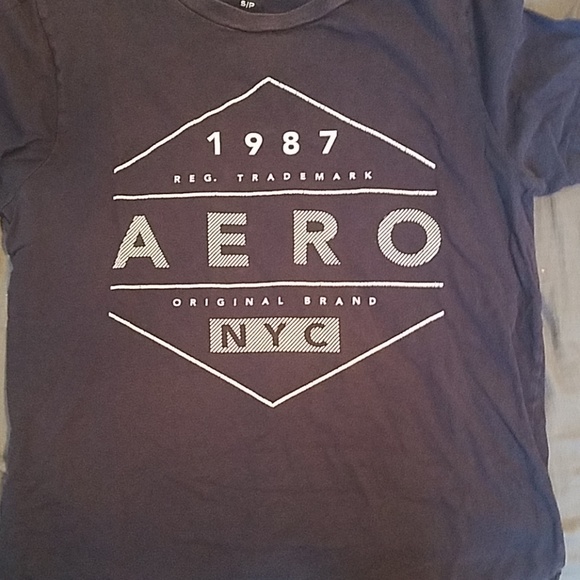 S/P
1987
REG. TRADEMARK
AERO
ORIGINAL BRAND
NYC